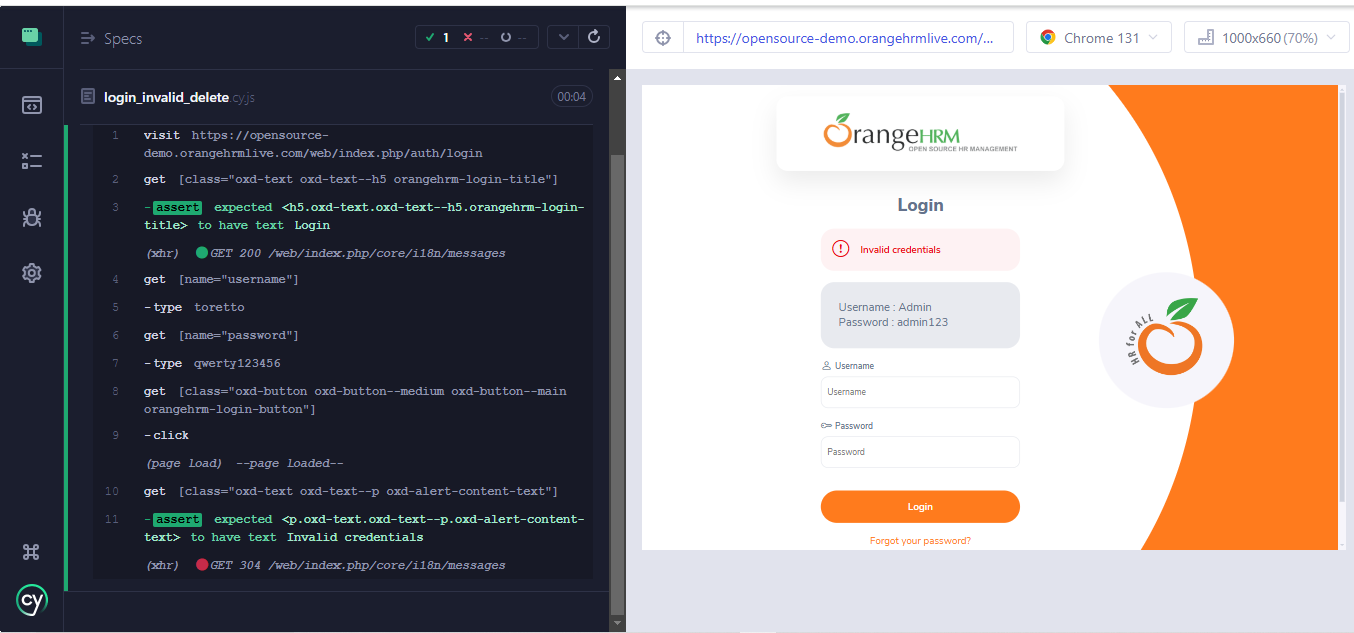 Specs
1 -- --
login_invalid_delete.cy.js 00:04
1 visit https://opensource-
demo.orangehrmlive.com/web/index.php/auth/login
2 get [class="oxd-text oxd-text--h5 orangehrm-login-title"]
3 -assert expected <h5.oxd-text.oxd-text--h5.orangehrm-login-
title> to have text Login
(xhr) GET 200 /web/index.php/core/i18n/messages
4 get [name="username"]
5 -type toretto
6 get [name="password"]
7 -type qwerty123456
8 get [class="oxd-button oxd-button--medium oxd-button--main
orangehrm-login-button"]
9 -click
(page load) --page loaded--
10 get [class="oxd-text oxd-text--p oxd-alert-content-text"]
11 -assert expected <p.oxd-text.oxd-text--p.oxd-alert-content-
text> to have text Invalid credentials
(xhr) GET 304 /web/index.php/core/i18n/messages
cy
https://opensource-demo.orangehrmlive.com/...
Chrome 131
1000x660 (70%)
OrangeHRM
OPEN SOURCE HR MANAGEMENT
Login
Invalid credentials
Username : Admin
Password : admin123
Username
Username
Password
Password
Login
Forgot your password?
HR for ALL